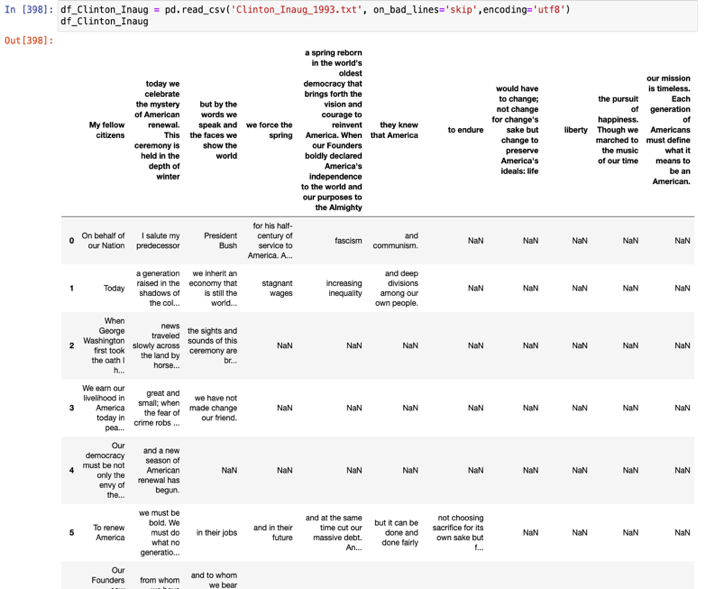 In [398]: df_Clinton_Inaug = pd.read_csv('Clinton_Inaug_1993.txt', on_bad_lines='skip',encoding='utf8')
df_Clinton_Inaug
Out[398]:
My fellow
citizens
today we
celebrate
the mystery
of American
renewal.
This
ceremony is
held in the
depth of
winter
but by the
words we
speak and
the faces we
show the
world
we force the
spring
a spring reborn
in the world's
oldest
democracy that
brings forth the
vision and
courage to
reinvent
America. When
our Founders
boldly declared
America's
independence
to the world and
our purposes to
the Almighty
they knew
that America
to endure
would have
to change;
not change
for change's
sake but
change to
preserve
America's
ideals: life
liberty
the pursuit
of
happiness.
Though we
marched to
the music
of our time
our mission
is timeless.
Each
generation
of
Americans
must define
what it
means to
be an
American.
0
On behalf of
our Nation
I salute my
predecessor
President
Bush
for his half-
century of
service to
America. A...
fascism
and
communism.
NaN
NaN
NaN
NaN
NaN
1
Today
a generation
raised in the
shadows of
the col...
we inherit an
economy that
is still the
world...
stagnant
wages
increasing
inequality
and deep
divisions
among our
own people.
NaN
NaN
NaN
NaN
NaN
2
When
George
Washington
first took
the oath I
h...
news
traveled
slowly across
the land by
horse...
the sights and
sounds of this
ceremony are
br...
NaN
NaN
NaN
NaN
NaN
NaN
NaN
NaN
3
We earn our
livelihood in
America
today in
pea...
great and
small; when
the fear of
crime robs ...
we have not
made change
our friend.
NaN
NaN
NaN
NaN
NaN
NaN
NaN
NaN
4
Our
democracy
must be not
only the
envy of
the...
and a new
season of
American
renewal has
begun.
NaN
NaN
NaN
NaN
NaN
NaN
NaN
NaN
NaN
5
To renew
America
we must be
bold. We
must do
what no
generatio...
in their jobs
and in their
future
and at the same
time cut our
massive debt.
An...
but it can be
done and
done fairly
not choosing
sacrifice for its
own sake but
f...
NaN
NaN
NaN
NaN
Our
Founders
from whom
and to whom
we bear